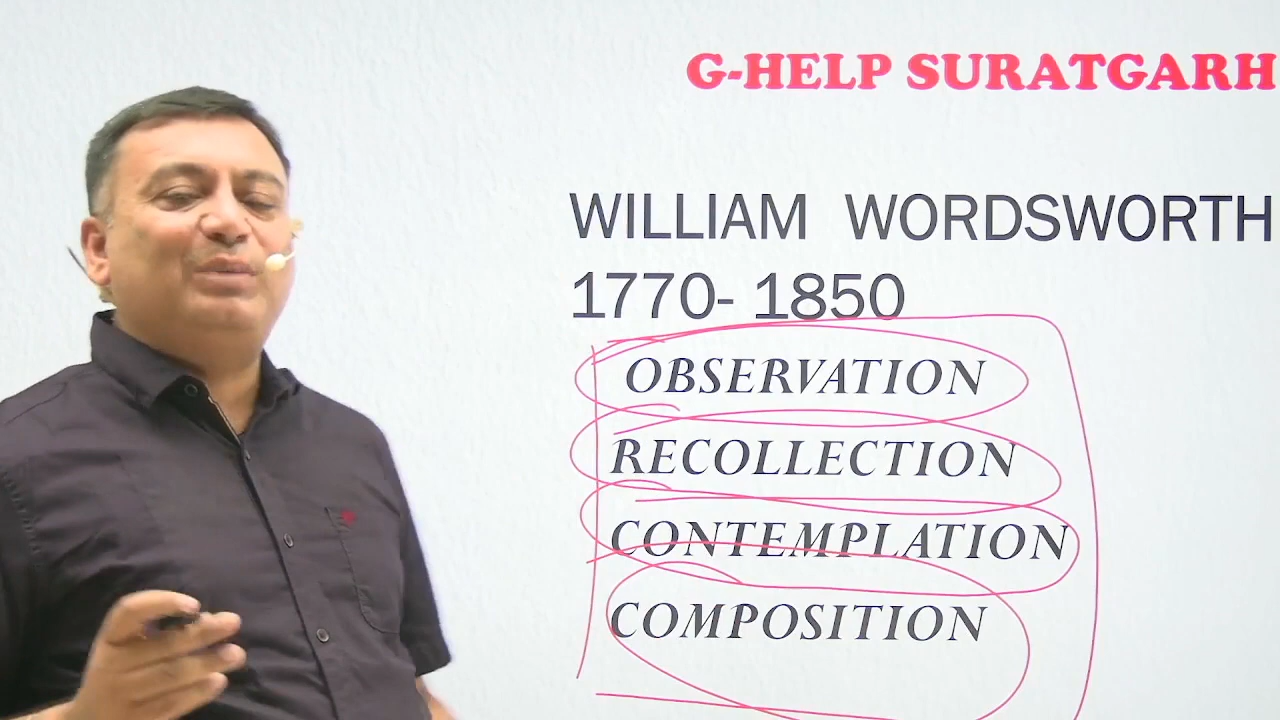 G-HELP SURATGARH
WILLIAM WORDSWORTH
1770- 1850
OBSERVATION
RECOLLECTION
CONTEMPLATION
COMPOSITION